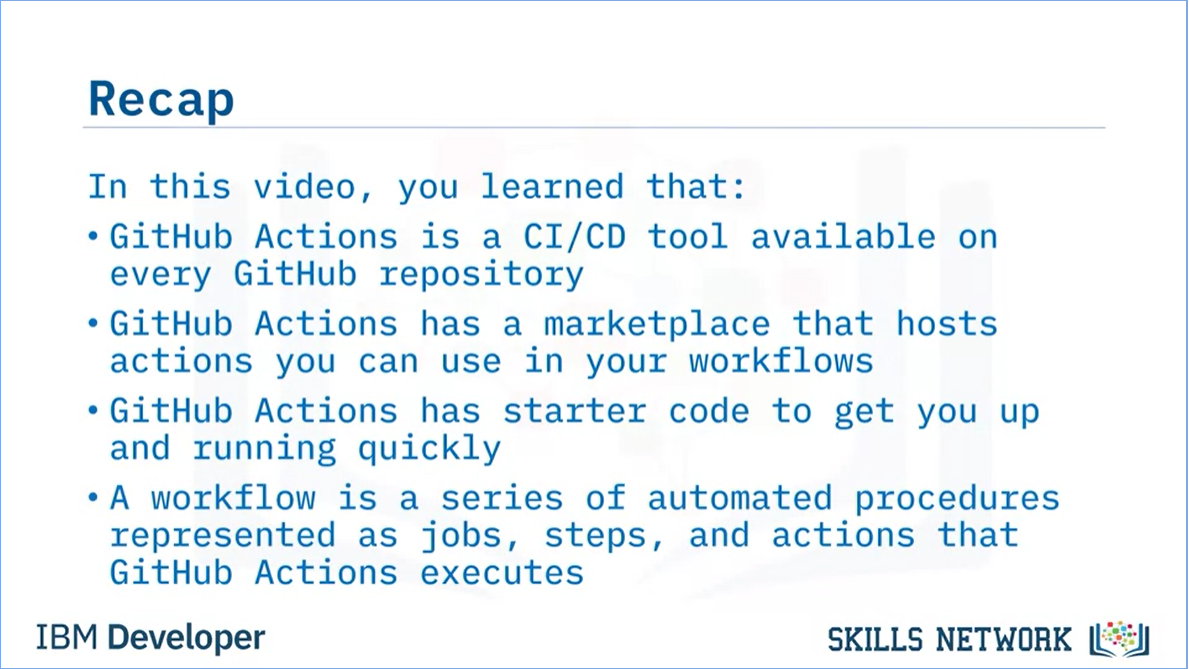 Recap
In this video, you learned that:
• GitHub Actions is a CI/CD tool available on
every GitHub repository
• GitHub Actions has a marketplace that hosts
actions you can use in your workflows
• GitHub Actions has starter code to get you up
and running quickly
• A workflow is a series of automated procedures
represented as jobs, steps, and actions that
GitHub Actions executes
IBM Developer
SKILLS NETWORK